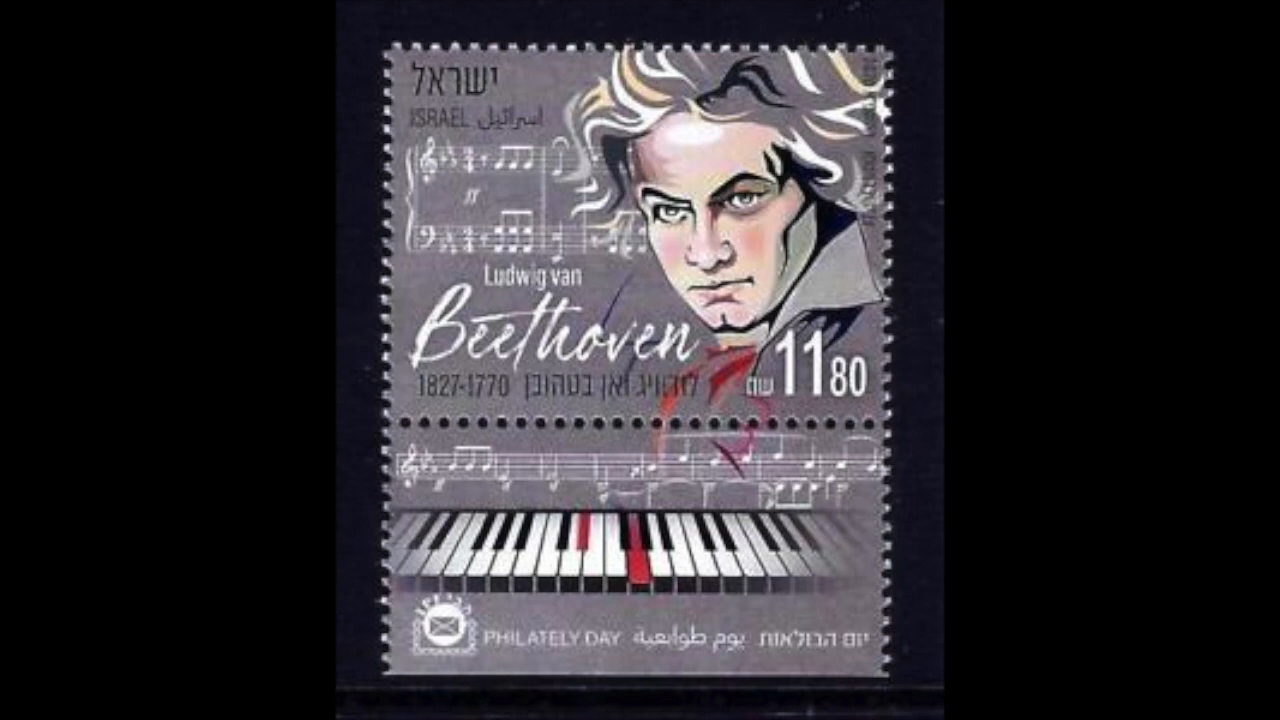 ישראל
ISRAEL اسرائيل
Ludwig van
Beethoven
לודוויג ואן בטהובן 1827-1770
שח 11 80
PHILATELY DAY يوم طوابعية יום הבולאות